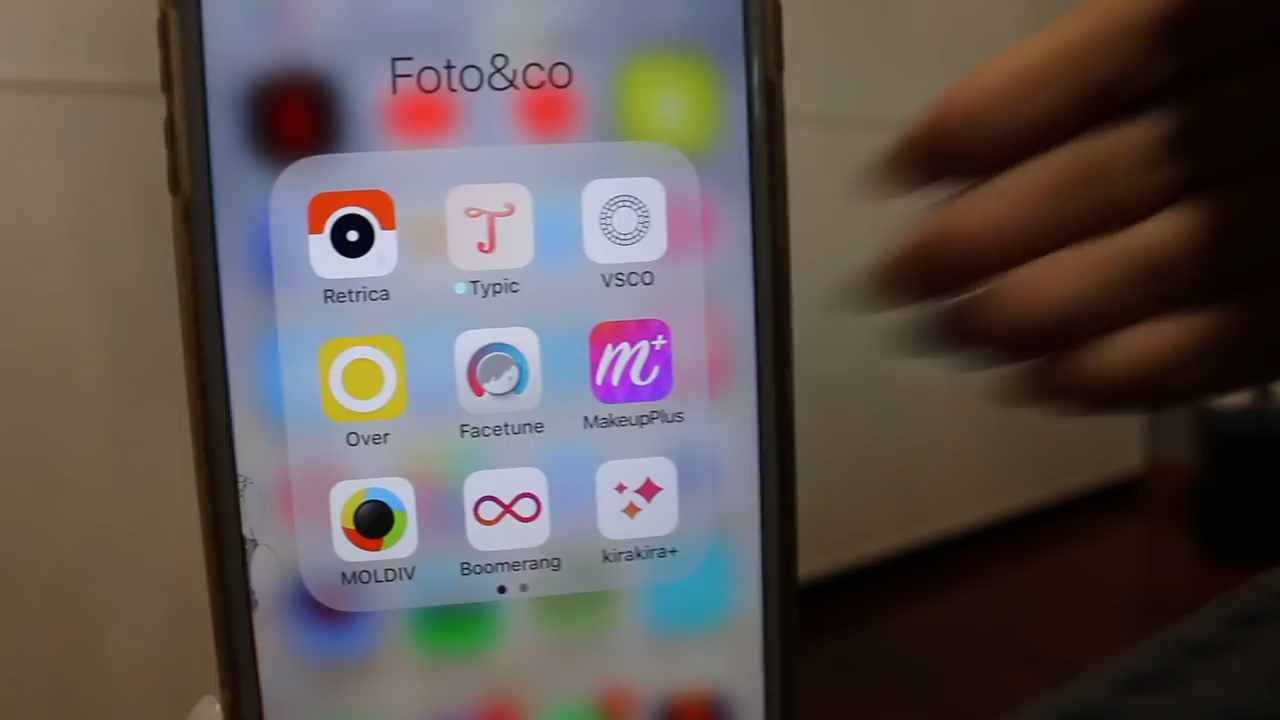 Foto&co
Retrica
Typic
VSCO
Over
Facetune
m+
MakeupPlus
MOLDIV
Boomerang
kirakira+